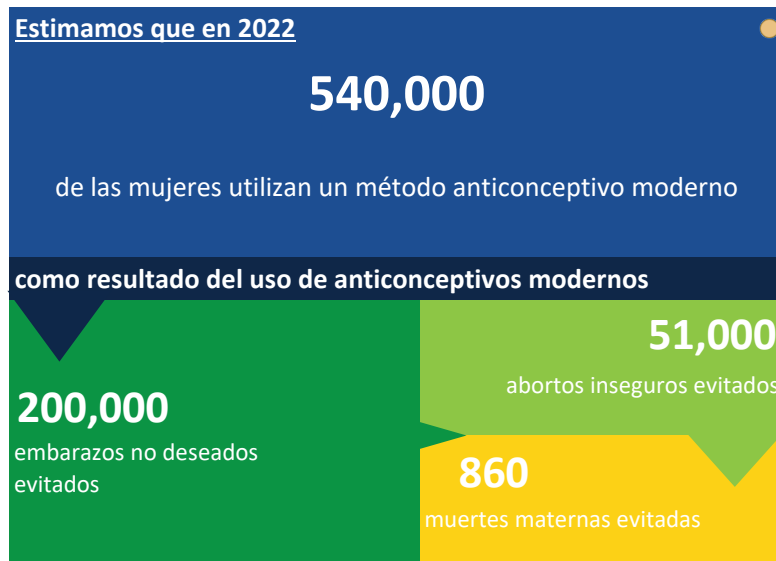 Estimamos que en 2022
540,000
de las mujeres utilizan un método anticonceptivo moderno
como resultado del uso de anticonceptivos modernos
200,000
embarazos no deseados
evitados
51,000
abortos inseguros evitados
860
muertes maternas evitadas